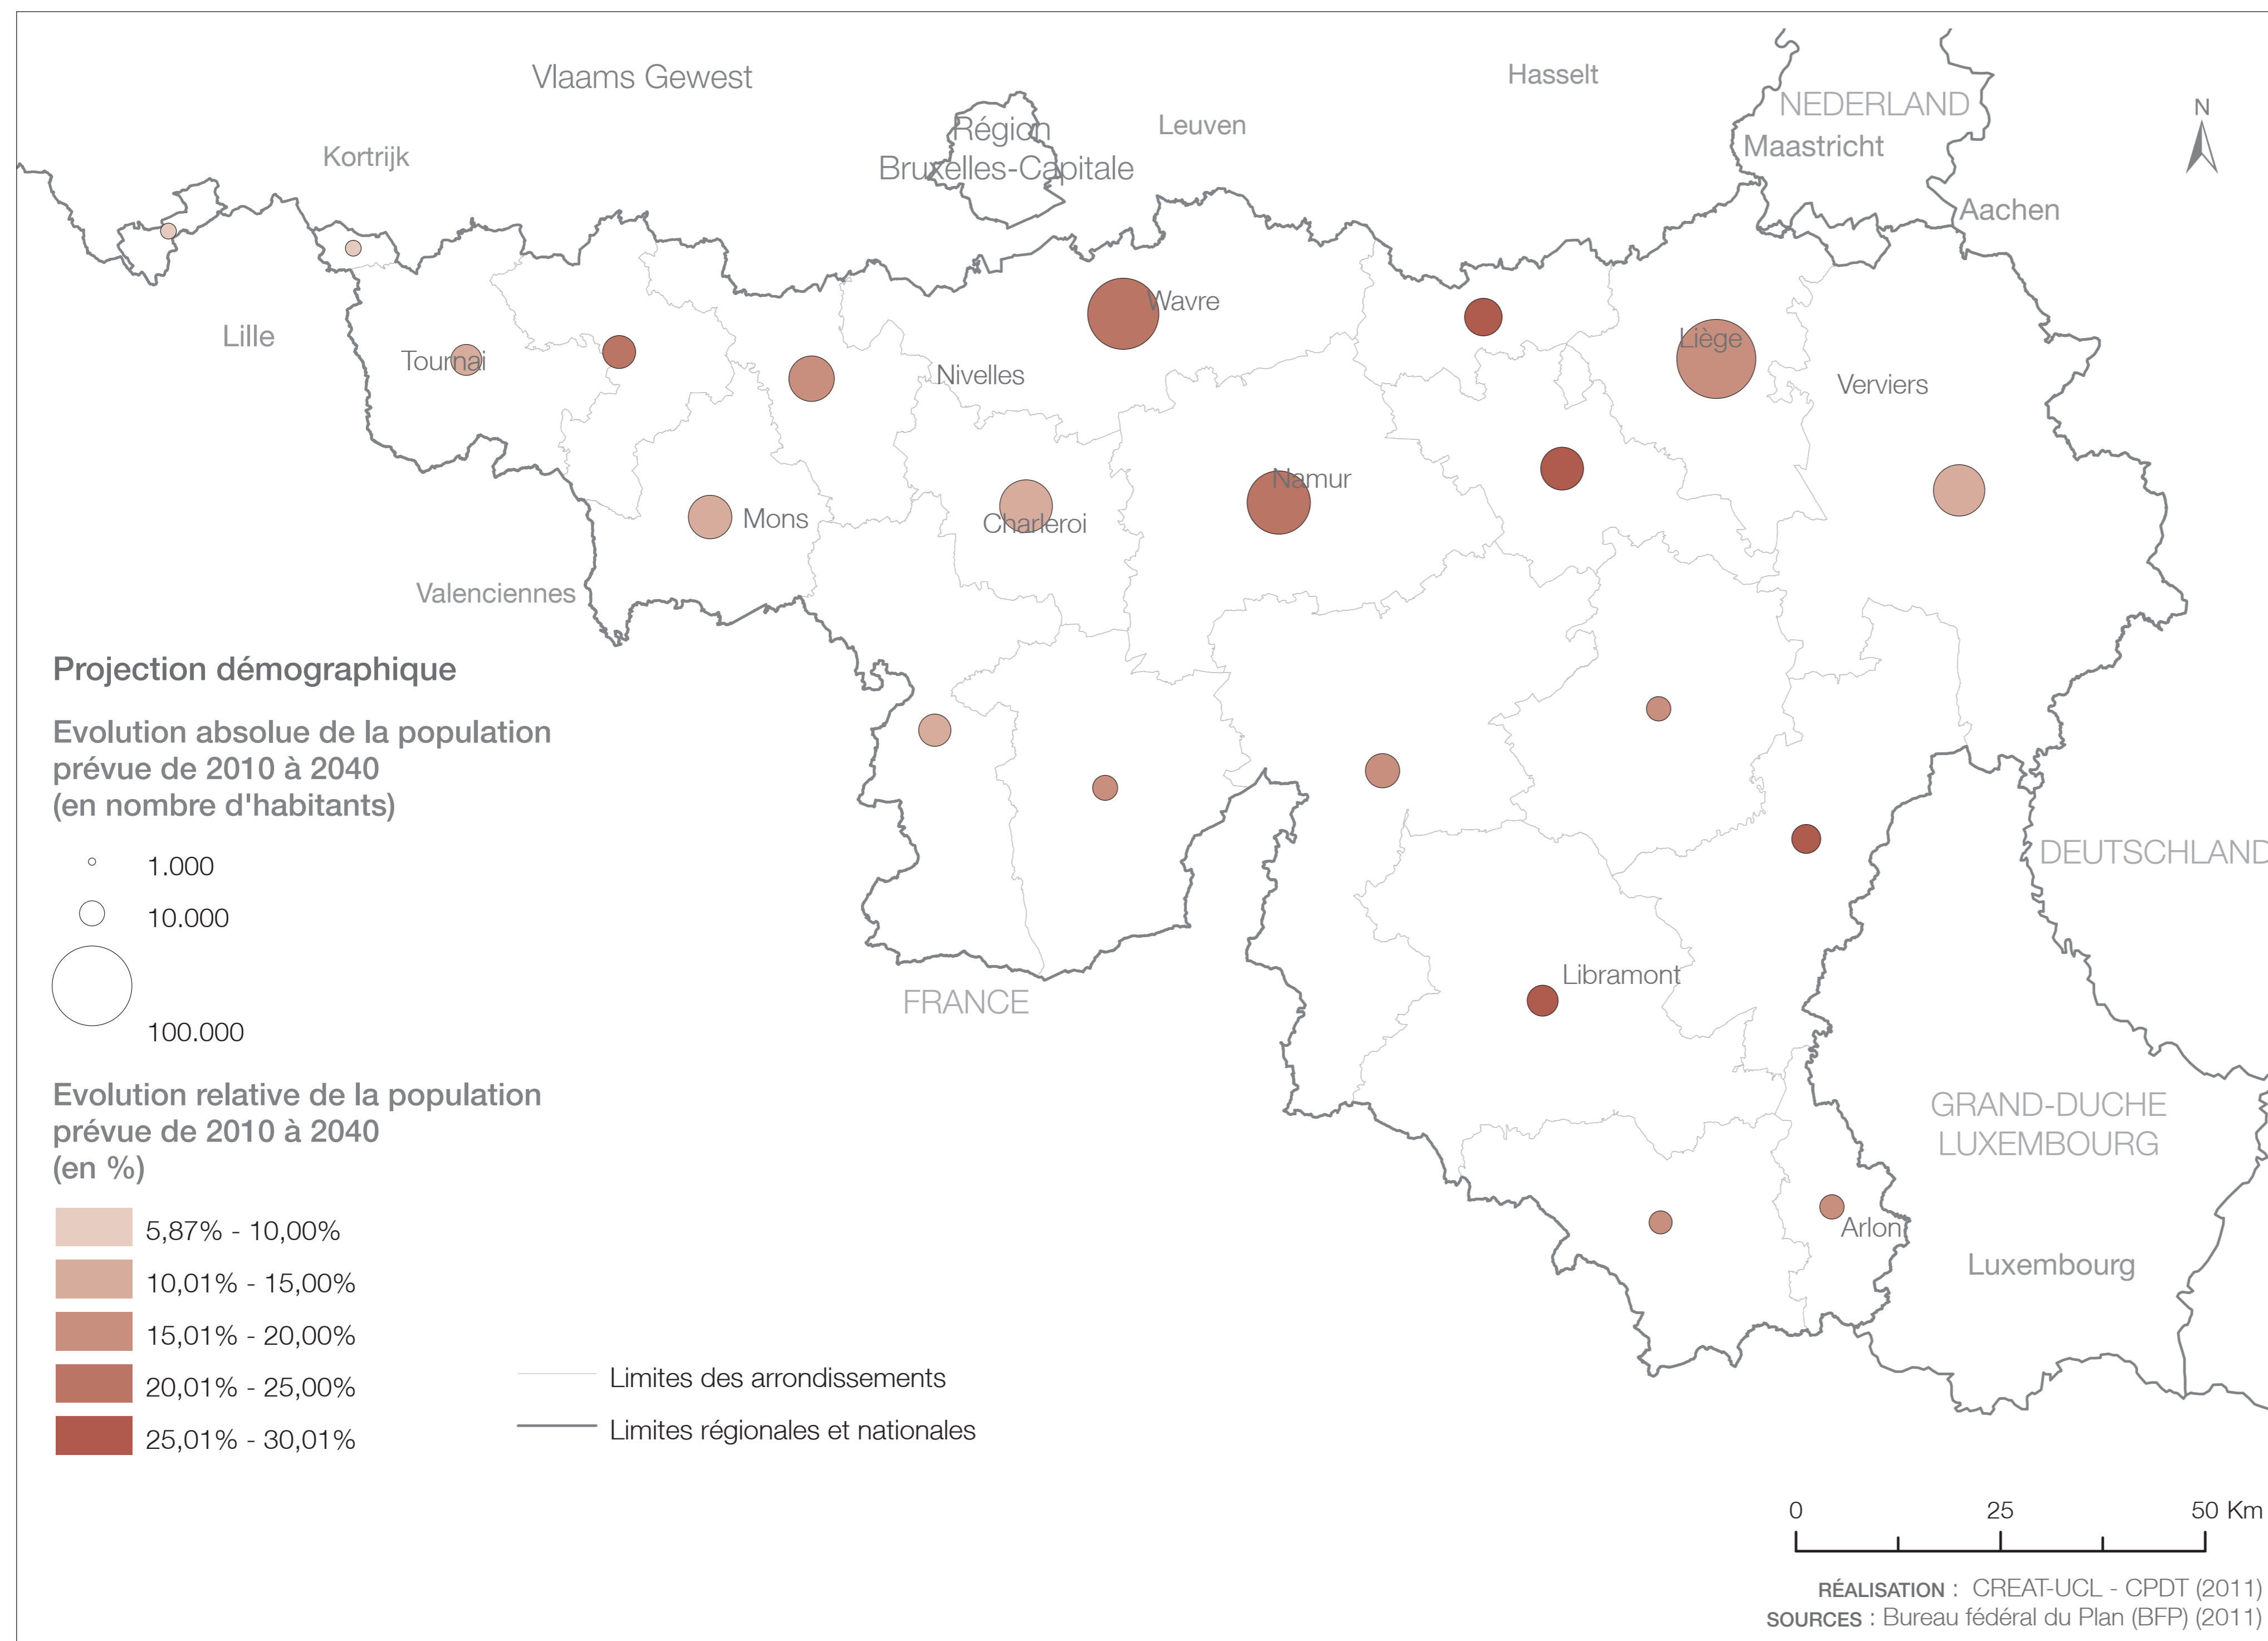 Vlaams Gewest
Hasselt
NEDERLAND
Région
Bruxelles-Capitale
Leuven
Maastricht
N
Kortrijk
Aachen
Lille
Tournai
Wavre
Liège
Nivelles
Verviers
Namur
Mons
Charleroi
Valenciennes
Projection démographique
Evolution absolue de la population
prévue de 2010 à 2040
(en nombre d'habitants)
1.000
10.000
100.000
DEUTSCHLAND
Libramont
FRANCE
Evolution relative de la population
prévue de 2010 à 2040
(en %)
5,87% - 10,00%
10,01% - 15,00%
15,01% - 20,00%
20,01% - 25,00%
25,01% - 30,01%
GRAND-DUCHE
LUXEMBOURG
Arlon
Luxembourg
Limites des arrondissements
Limites régionales et nationales
0 25 50 Km
RÉALISATION : CREAT-UCL - CPDT (2011)
SOURCES : Bureau fédéral du Plan (BFP) (2011)